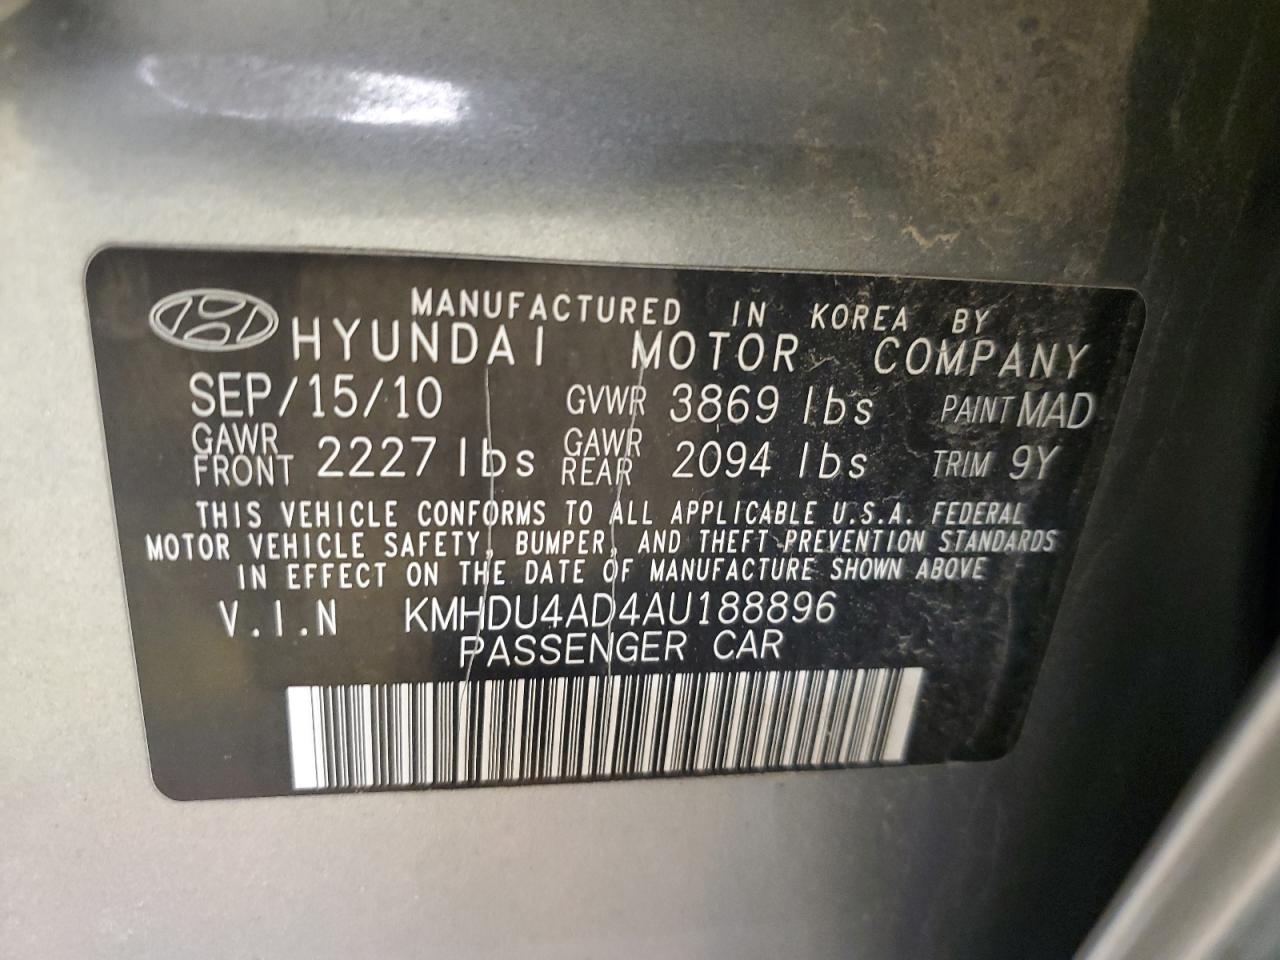 MANUFACTURED IN KOREA BY
HYUNDAI MOTOR COMPANY
SEP/15/10 GVWR 3869 lbs PAINT MAD
GAWR FRONT 2227 lbs GAWR REAR 2094 lbs TRIM 9Y
THIS VEHICLE CONFORMS TO ALL APPLICABLE U.S.A. FEDERAL
MOTOR VEHICLE SAFETY, BUMPER, AND THEFT PREVENTION STANDARDS
IN EFFECT ON THE DATE OF MANUFACTURE SHOWN ABOVE
V.I.N KMHDU4AD4AU188896
PASSENGER CAR